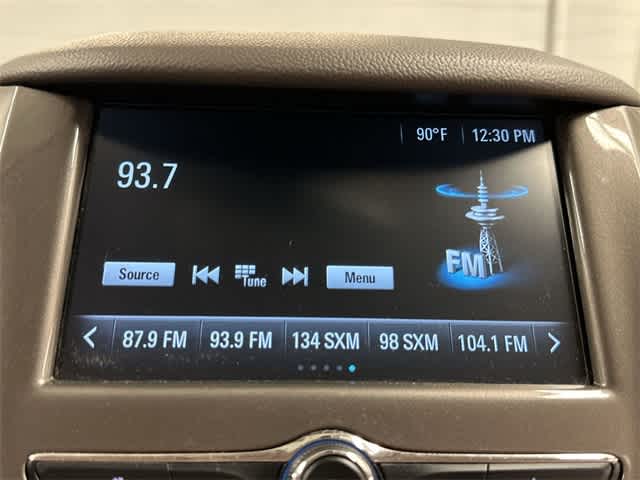 90°F 12:30 PM
93.7
FM
Source Tune Menu
87.9 FM 93.9 FM 134 SXM 98 SXM 104.1 FM